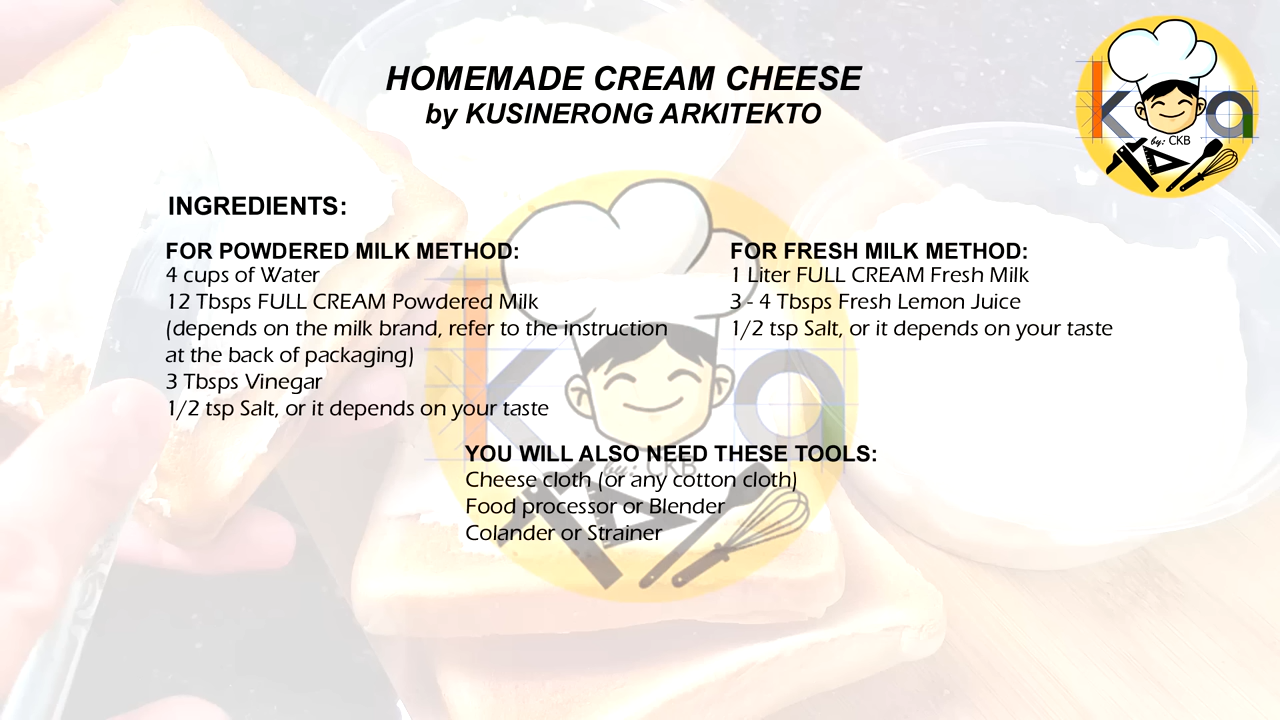 HOMEMADE CREAM CHEESE
by KUSINERONG ARKITEKTO
k a
by: CKB
INGREDIENTS:
FOR POWDERED MILK METHOD:
4 cups of Water
12 Tbsps FULL CREAM Powdered Milk
(depends on the milk brand, refer to the instruction
at the back of packaging)
3 Tbsps Vinegar
1/2 tsp Salt, or it depends on your taste
FOR FRESH MILK METHOD:
1 Liter FULL CREAM Fresh Milk
3 - 4 Tbsps Fresh Lemon Juice
1/2 tsp Salt, or it depends on your taste
k a
by: CKB
YOU WILL ALSO NEED THESE TOOLS:
Cheese cloth (or any cotton cloth)
Food processor or Blender
Colander or Strainer